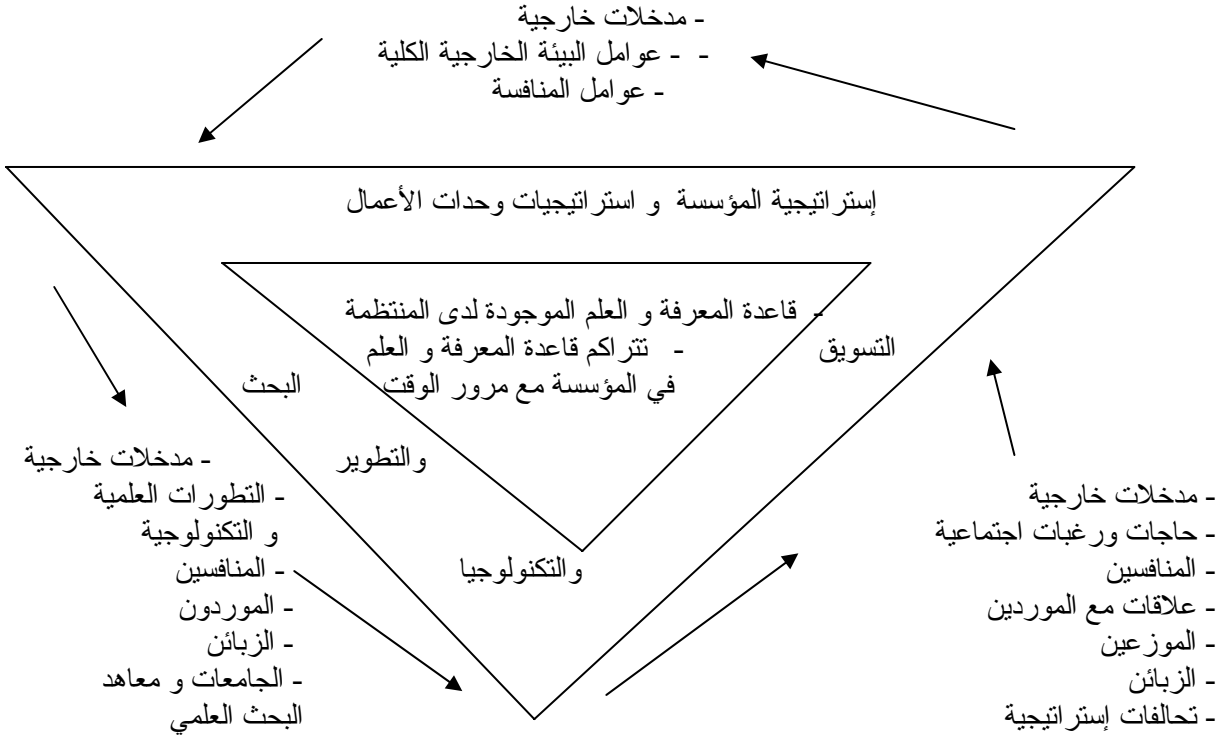 - مدخلات خارجية
- - عوامل البيئة الخارجية الكلية
- عوامل المنافسة
إستراتيجية المؤسسة و استراتيجيات وحدات الأعمال
- قاعدة المعرفة و العلم الموجودة لدى المنتظمة
- تتراكم قاعدة المعرفة و العلم
في المؤسسة مع مرور الوقت
التسويق
البحث
والتطوير
والتكنولوجيا
- مدخلات خارجية
- حاجات ورغبات اجتماعية
- المنافسين
- علاقات مع الموردين
- الموزعين
- الزبائن
- تحالفات إستراتيجية
- مدخلات خارجية
- التطورات العلمية
و التكنولوجية
- المنافسين
- الموردون
- الزبائن
- الجامعات و معاهد
البحث العلمي